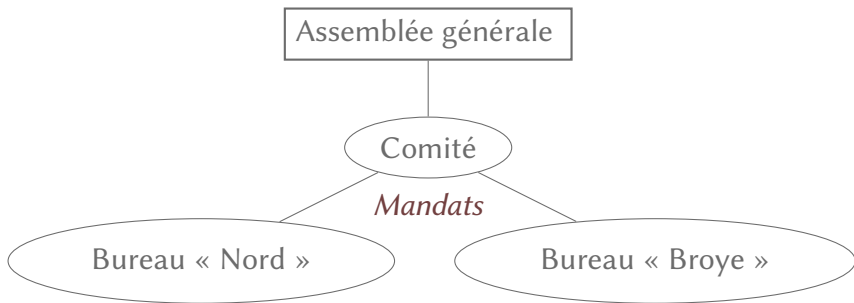 Assemblée générale
Comité
Mandats
Bureau « Nord »
Bureau « Broye »